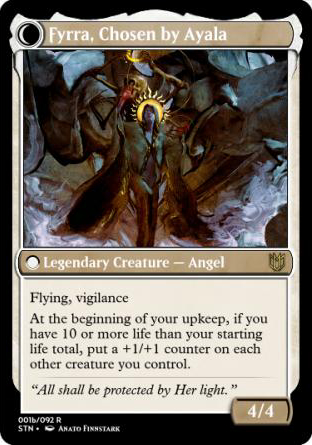 Fyrra, Chosen by Ayala
Legendary Creature — Angel
Flying, vigilance
At the beginning of your upkeep, if you
have 10 or more life than your starting
life total, put a +1/+1 counter on each
other creature you control.
“All shall be protected by Her light.”
4/4
001b/092 R
STN • Anato Finnstark